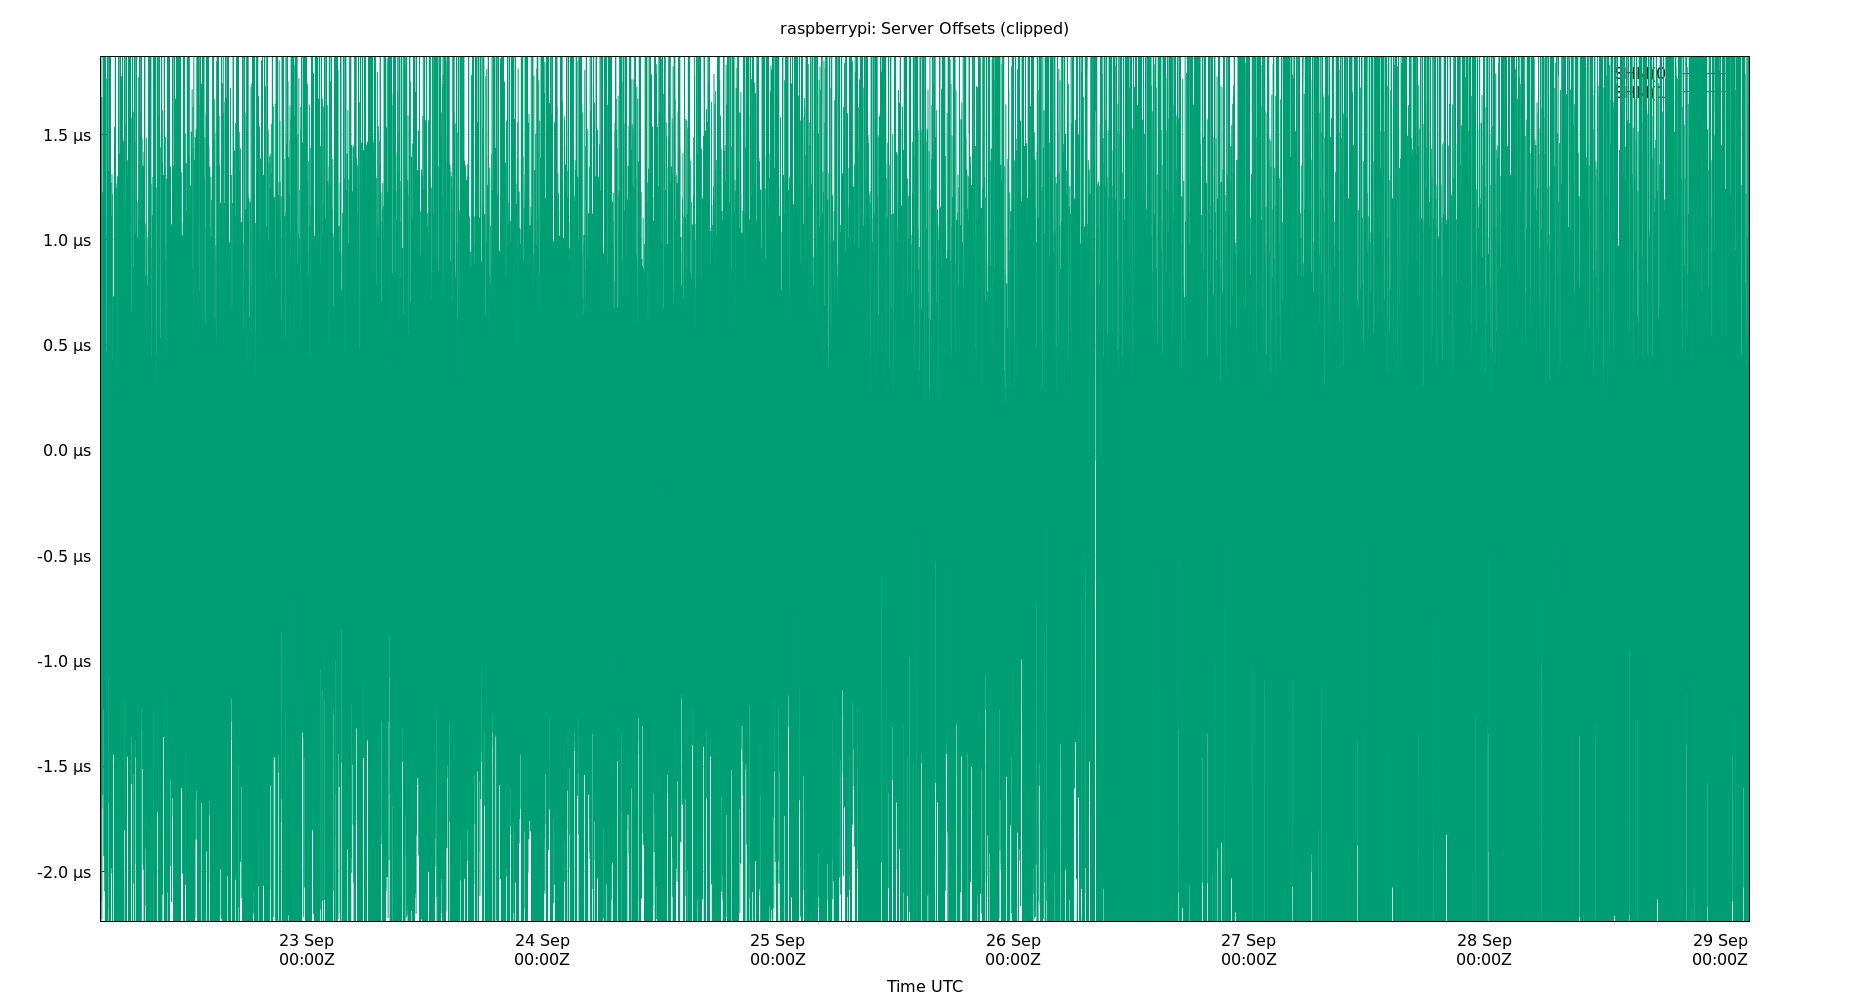 raspberrypi: Server Offsets (clipped)
1.5 µs
1.0 µs
0.5 µs
0.0 µs
-0.5 µs
-1.0 µs
-1.5 µs
-2.0 µs
23 Sep 24 Sep 25 Sep 26 Sep 27 Sep 28 Sep 29 Sep
00:00Z 00:00Z 00:00Z 00:00Z 00:00Z 00:00Z 00:00Z
Time UTC